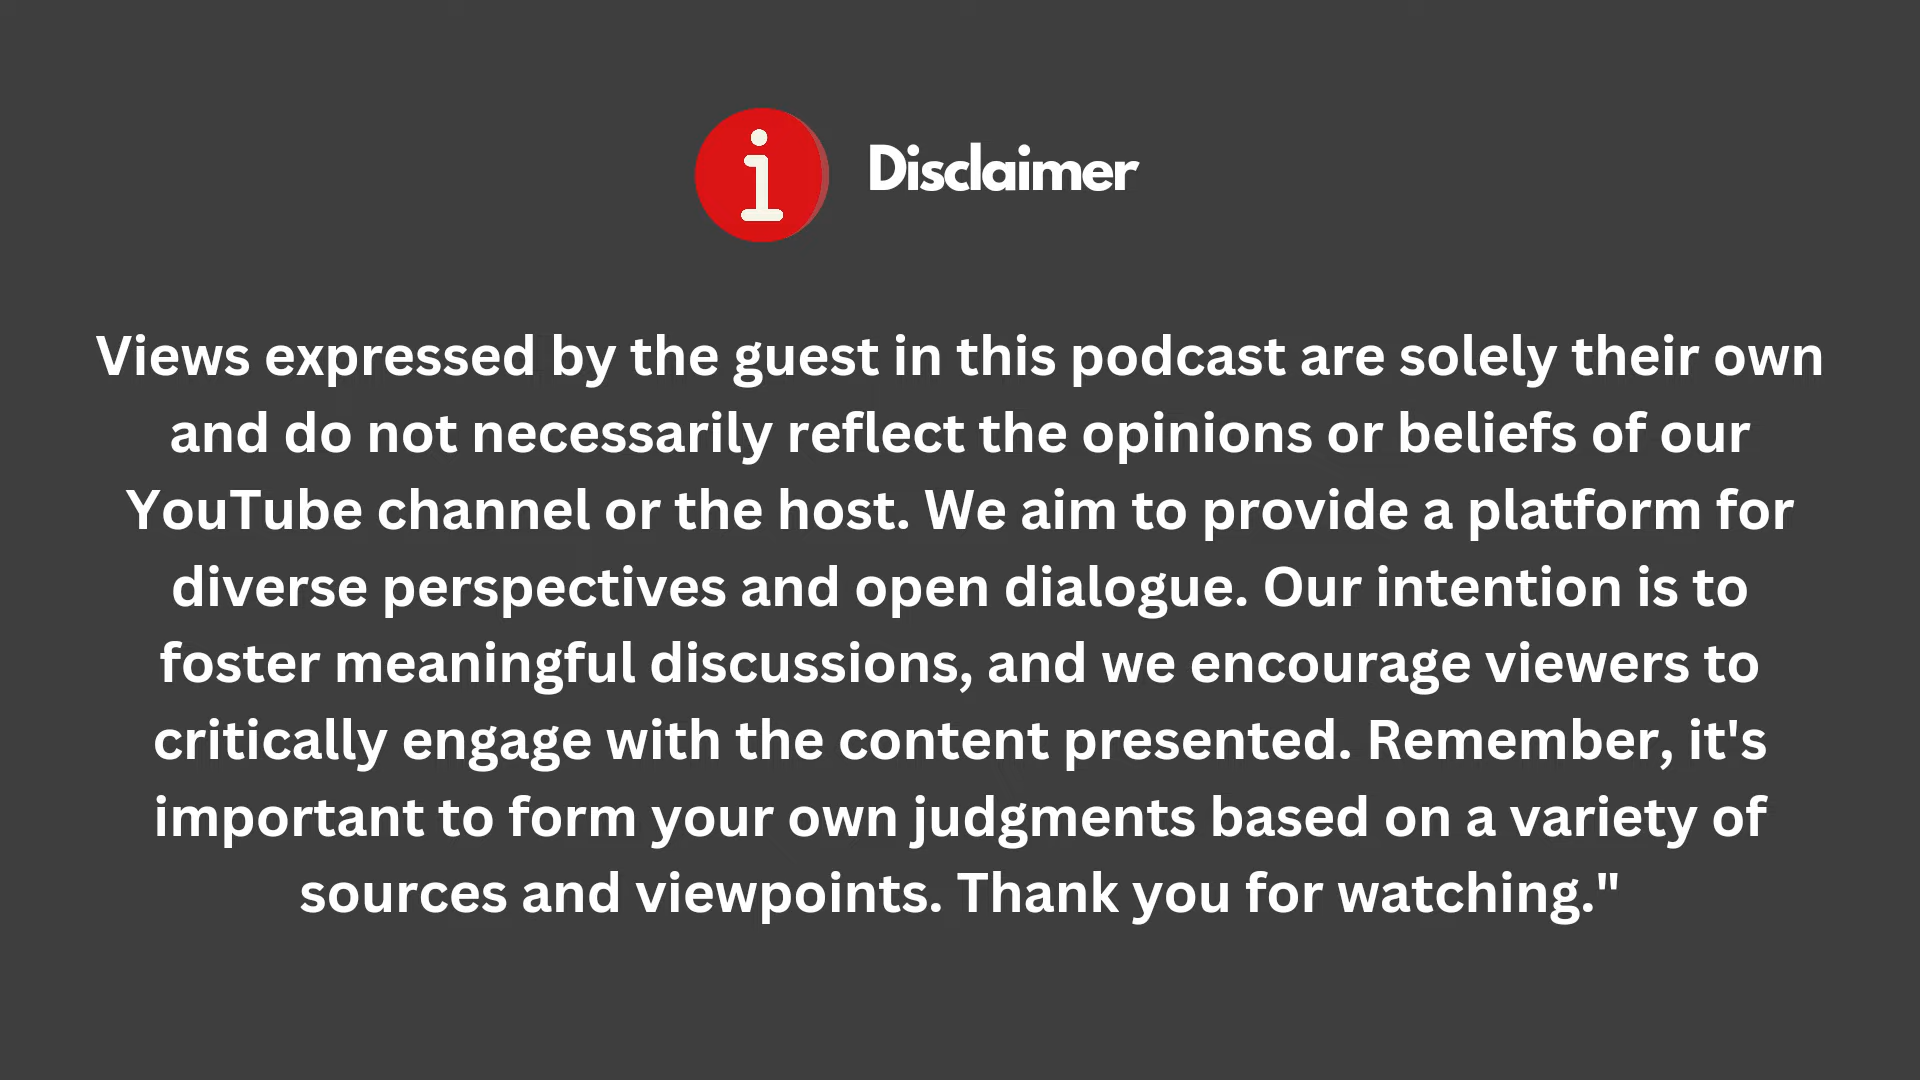 Disclaimer
Views expressed by the guest in this podcast are solely their own
and do not necessarily reflect the opinions or beliefs of our
YouTube channel or the host. We aim to provide a platform for
diverse perspectives and open dialogue. Our intention is to
foster meaningful discussions, and we encourage viewers to
critically engage with the content presented. Remember, it's
important to form your own judgments based on a variety of
sources and viewpoints. Thank you for watching."